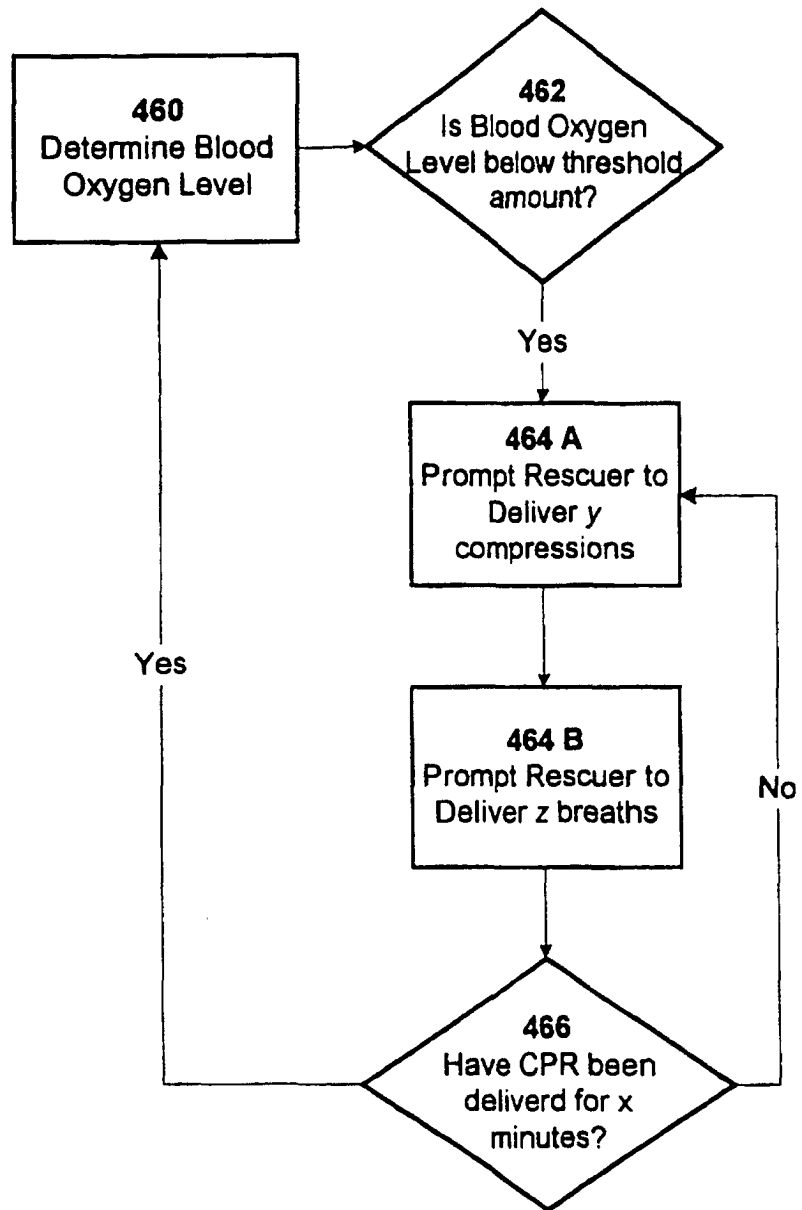 460
Determine Blood
Oxygen Level
462
Is Blood Oxygen
Level below threshold
amount?
Yes
464 A
Prompt Rescuer to
Deliver y
compressions
Yes
464 B
Prompt Rescuer to
Deliver z breaths
No
466
Have CPR been
deliverd for x
minutes?